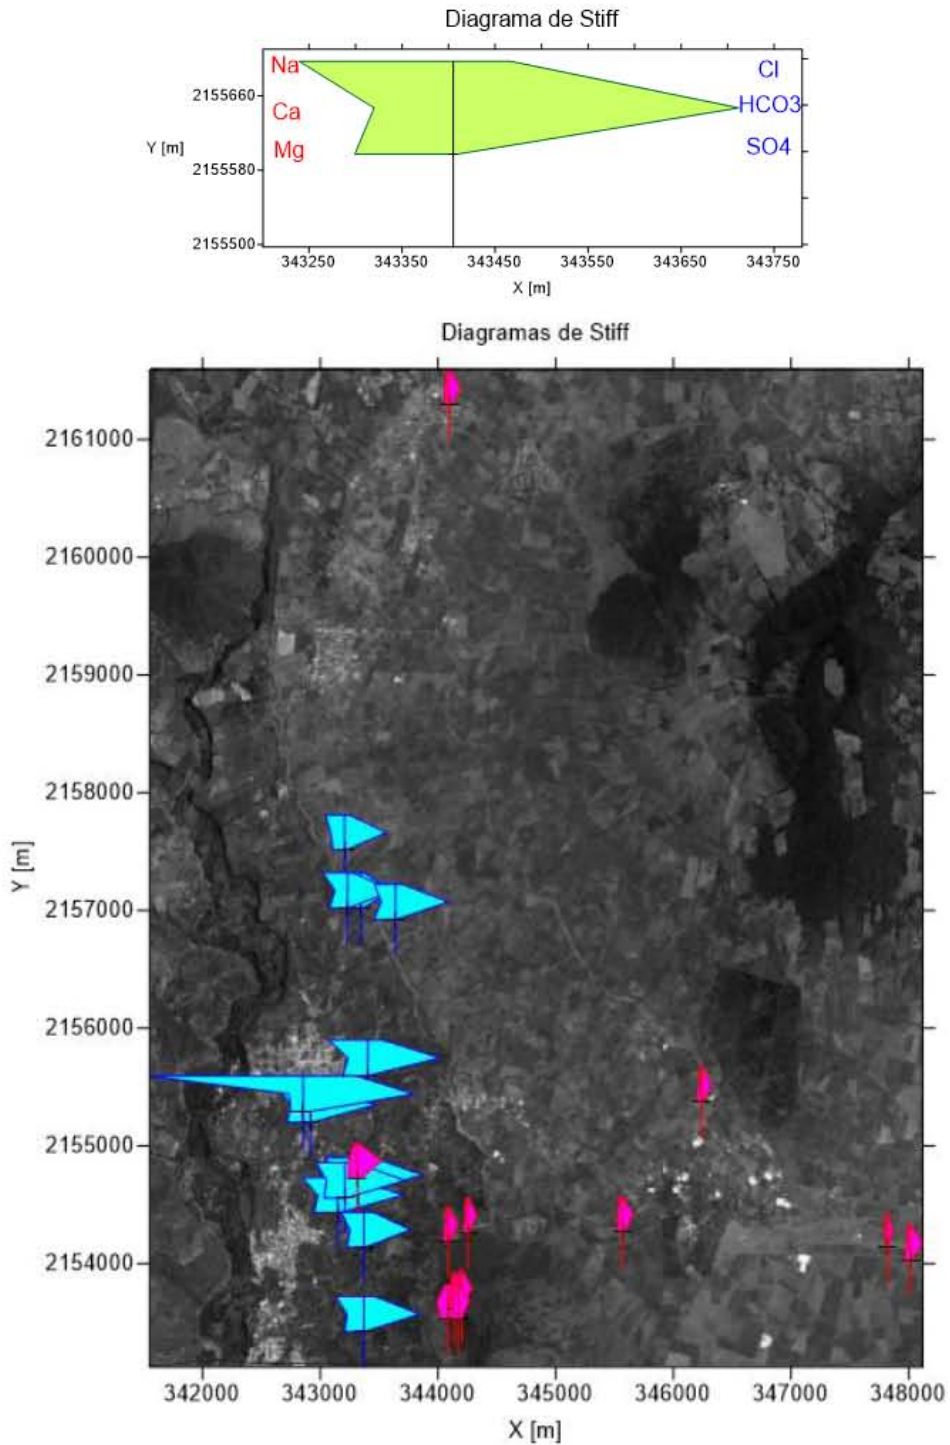 Diagrama de Stiff
Na
Cl
2155660
HCO3
Ca
Y [m]
Mg
SO4
2155580
2155500
343250 343350 343450 343550 343650 343750
X [m]
Diagramas de Stiff
2161000
2160000
2159000
2158000
Y [m]
2157000
2156000
2155000
2154000
342000 343000 344000 345000 346000 347000 348000
X [m]